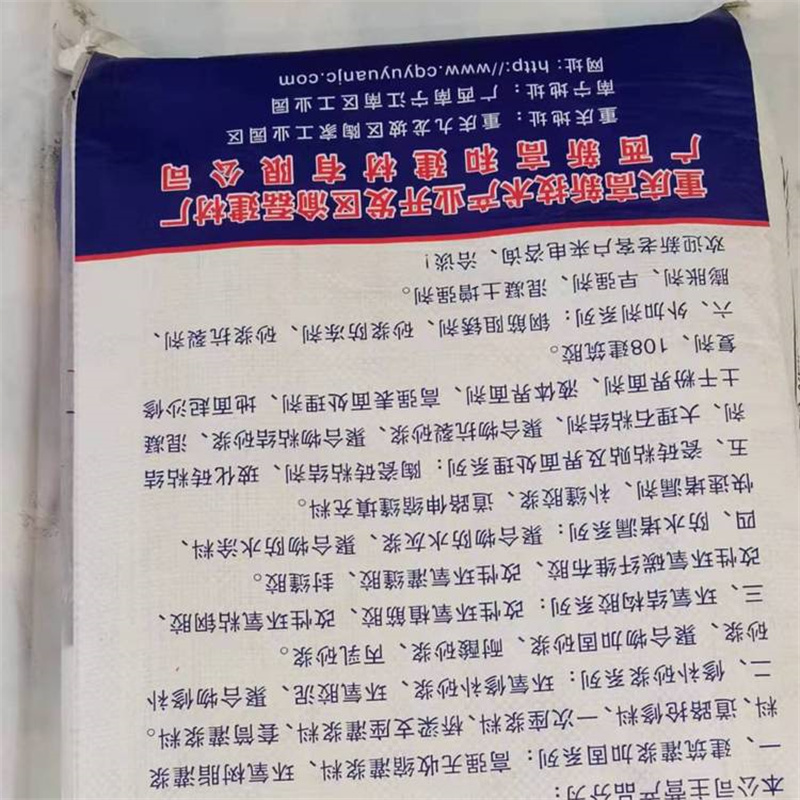 本公司主营产品分为:
一、建筑灌浆加固系列: 高强无收缩灌浆料、环氧树脂灌浆
料、道路抢修料、一次座浆料、桥梁支座灌浆料、套筒灌浆料。
二、修补砂浆系列: 环氧修补砂浆、环氧胶泥、聚合物修补
砂浆、聚合物加固砂浆、耐酸砂浆、丙乳砂浆。
三、环氧结构胶系列: 改性环氧植筋胶、改性环氧粘钢胶、
改性环氧碳纤维布胶、改性环氧灌缝胶、封缝胶。
四、防水堵漏系列: 聚合物防水灰浆、聚合物防水涂料、
快速堵漏剂、补缝胶浆、道路伸缩缝填充料。
五、瓷砖粘贴及界面处理系列: 陶瓷砖粘结剂、玻化砖粘结
剂、大理石粘结剂、聚合物抗裂砂浆、聚合物粘结砂浆、混凝
土干粉界面剂、液体界面剂、高强表面处理剂、地面起沙修
复剂、108建筑胶。
六、外加剂系列: 钢筋阻锈剂、砂浆防冻剂、砂浆抗裂剂、
膨胀剂、早强剂、混凝土增强剂。
欢迎新老客户来电咨询、洽谈!
重庆高新技术产业开发区渝磊建材厂
广西新高和建材有限公司
重庆地址: 重庆九龙坡区陶家工业园区
南宁地址: 广西南宁江南区工业园
网址: http://www.cqyuyuanjc.com